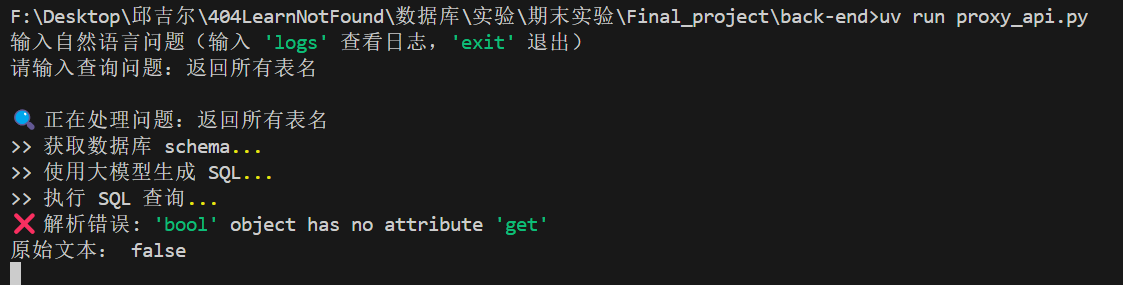 F:\Desktop\邱吉尔\404LearnNotFound\数据库\实验\期末实验\Final_project\back-end>uv run proxy_api.py
输入自然语言问题（输入 'logs' 查看日志，'exit' 退出）
请输入查询问题：返回所有表名
🔍 正在处理问题：返回所有表名
>> 获取数据库 schema...
>> 使用大模型生成 SQL...
>> 执行 SQL 查询...
❌ 解析错误: 'bool' object has no attribute 'get'
原始文本： false